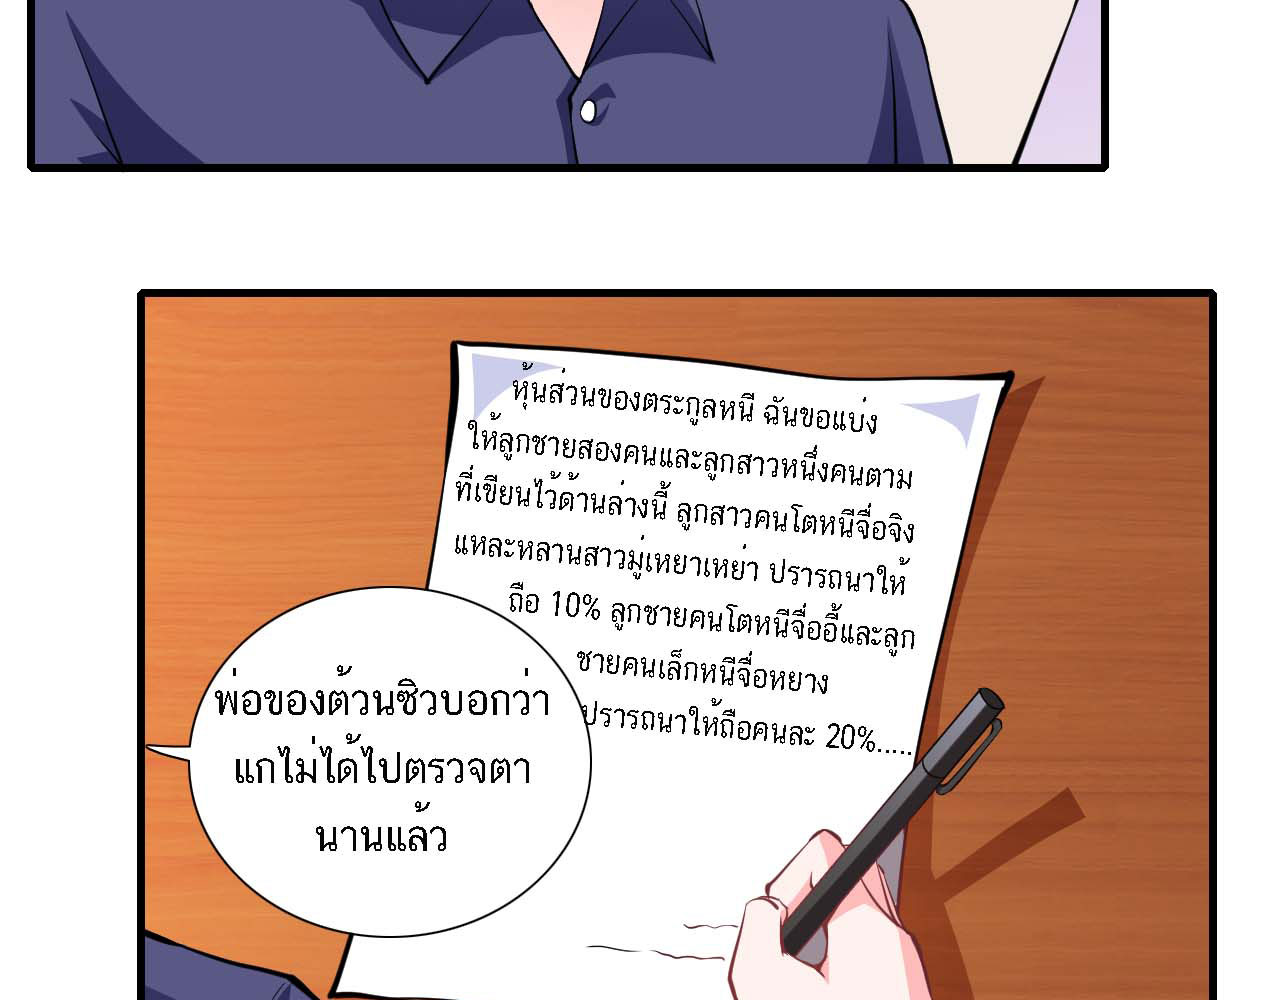 หุ้นส่วนของตระกูลหนี ฉันขอแบ่ง
ให้ลูกชายสองคนและลูกสาวหนึ่งคนตาม
ที่เขียนไว้ด้านล่างนี้ ลูกสาวคนโตหนีจื่อจิง
แหละหลานสาวมู่เหยาเหย่า ปรารถนาให้
ถือ 10% ลูกชายคนโตหนีจื่ออี้และลูก
ชายคนเล็กหนีจื่อหยาง
ปรารถนาให้ถือคนละ 20%.....
พ่อของต้วนซิวบอกว่า
แกไม่ได้ไปตรวจตา
นานแล้ว